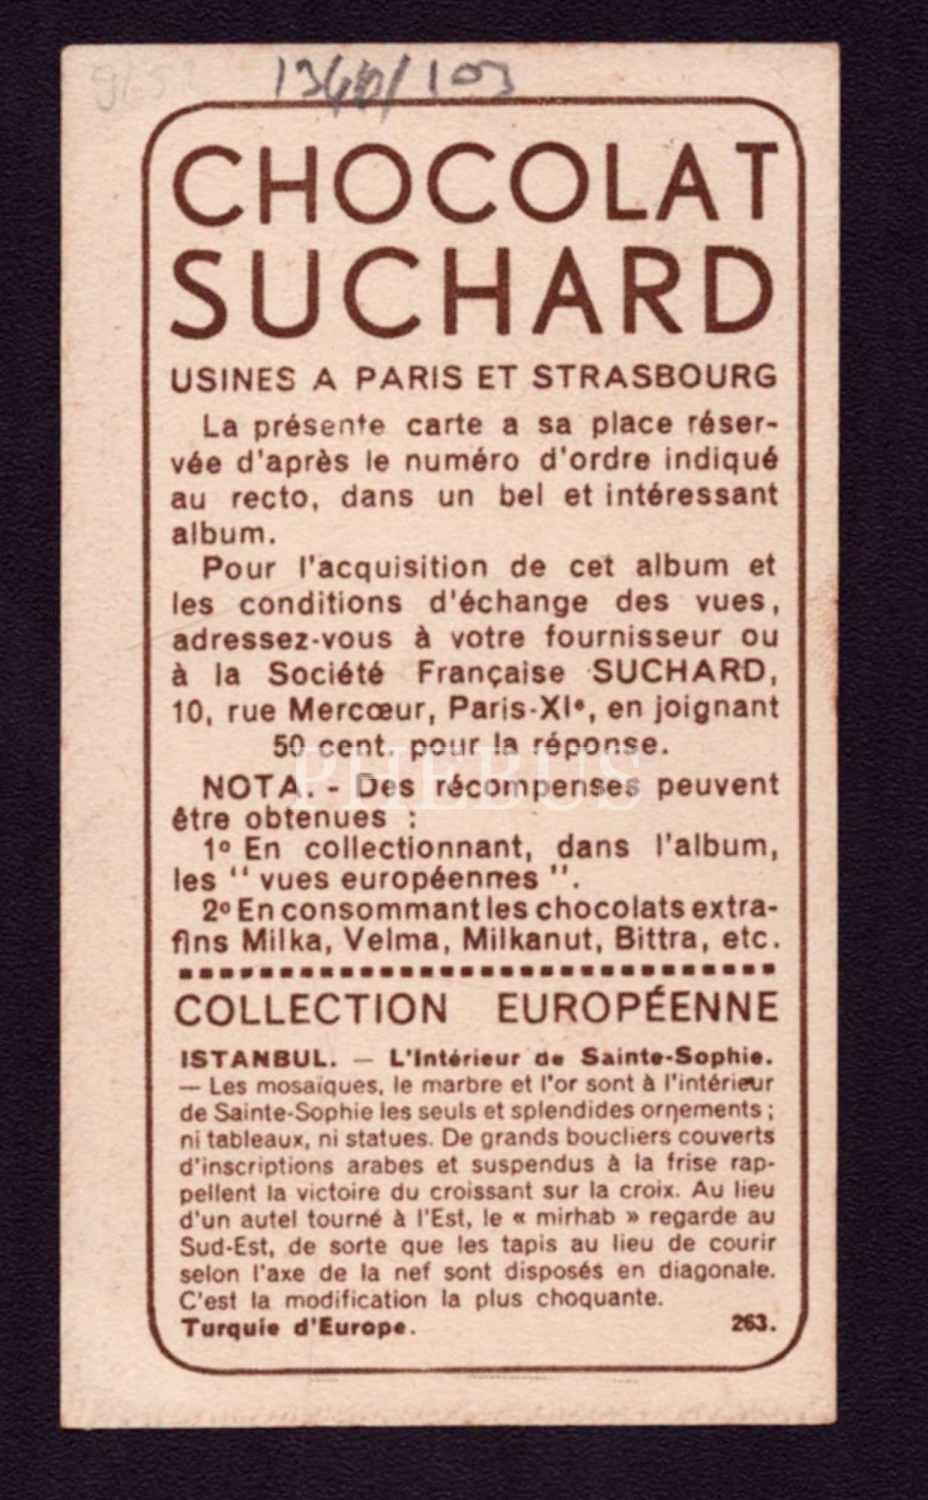 CHOCOLAT
SUCHARD
USINES A PARIS ET STRASBOURG
La présente carte a sa place réser-
vée d'après le numéro d'ordre indiqué
au recto, dans un bel et intéressant
album.
Pour l'acquisition de cet album et
les conditions d'échange des vues,
adressez-vous à votre fournisseur ou
à la Société Française SUCHARD,
10, rue Mercœur, Paris-XIe, en joignant
50 cent. pour la réponse.
PHEBUS
NOTA. - Des récompenses peuvent
être obtenues :
1o En collectionnant, dans l'album,
les " vues européennes ".
2o En consommant les chocolats extra-
fins Milka, Velma, Milkanut, Bittra, etc.
COLLECTION EUROPÉENNE
ISTANBUL. — L'Intérieur de Sainte-Sophie.
— Les mosaïques, le marbre et l'or sont à l'intérieur
de Sainte-Sophie les seuls et splendides ornements ;
ni tableaux, ni statues. De grands boucliers couverts
d'inscriptions arabes et suspendus à la frise rap-
pellent la victoire du croissant sur la croix. Au lieu
d'un autel tourné à l'Est, le « mirhab » regarde au
Sud-Est, de sorte que les tapis au lieu de courir
selon l'axe de la nef sont disposés en diagonale.
C'est la modification la plus choquante.
Turquie d'Europe. 263.